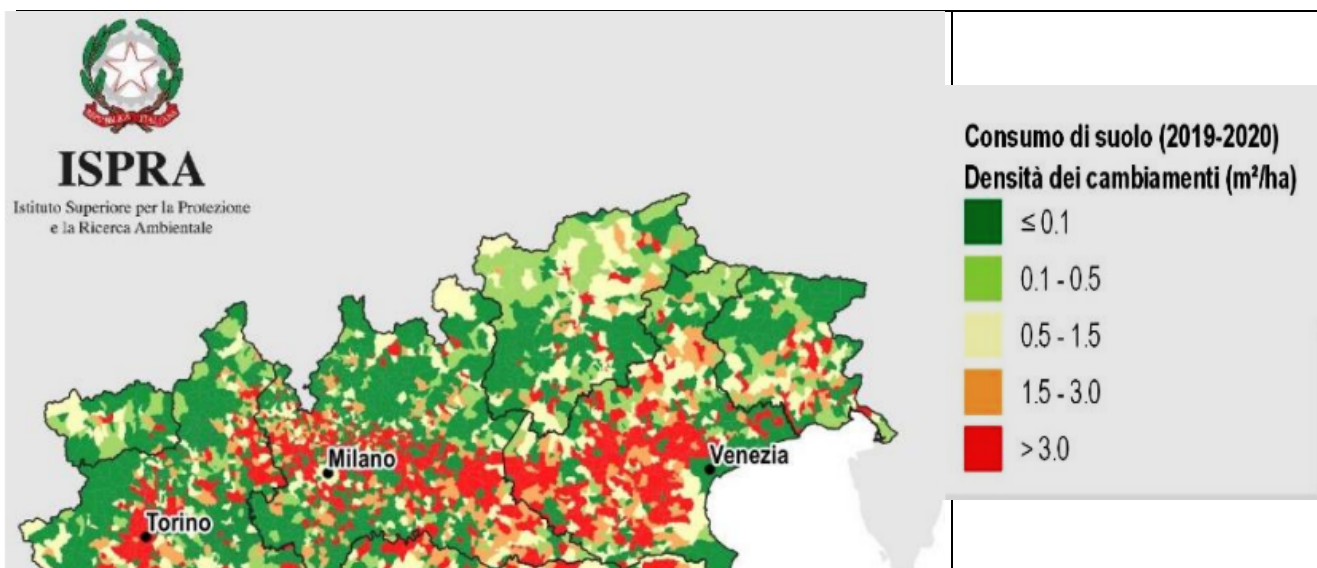 REPVBBLICA ITALIANA
ISPRA
Istituto Superiore per la Protezione
e la Ricerca Ambientale
Consumo di suolo (2019-2020)
Densità dei cambiamenti (m²/ha)
≤ 0.1
0.1 - 0.5
0.5 - 1.5
1.5 - 3.0
> 3.0
Milano
Venezia
Torino